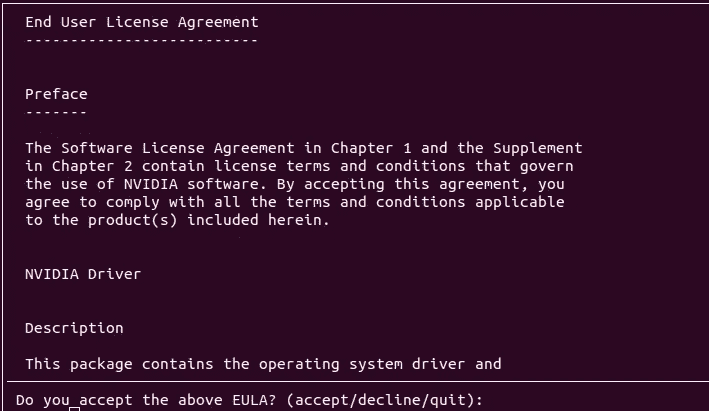 End User License Agreement
--------------------------
Preface
-------
The Software License Agreement in Chapter 1 and the Supplement
in Chapter 2 contain license terms and conditions that govern
the use of NVIDIA software. By accepting this agreement, you
agree to comply with all the terms and conditions applicable
to the product(s) included herein.
NVIDIA Driver
Description
This package contains the operating system driver and
Do you accept the above EULA? (accept/decline/quit):